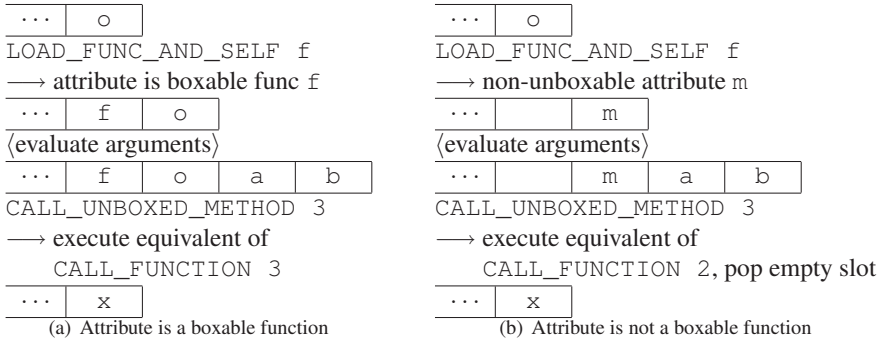 ··· o
LOAD_FUNC_AND_SELF f
⟶ attribute is boxable func f
··· f o
⟨evaluate arguments⟩
··· f o a b
CALL_UNBOXED_METHOD 3
⟶ execute equivalent of
CALL_FUNCTION 3
··· x
(a) Attribute is a boxable function
··· o
LOAD_FUNC_AND_SELF f
⟶ non-unboxable attribute m
··· m
⟨evaluate arguments⟩
··· m a b
CALL_UNBOXED_METHOD 3
⟶ execute equivalent of
CALL_FUNCTION 2, pop empty slot
··· x
(b) Attribute is not a boxable function